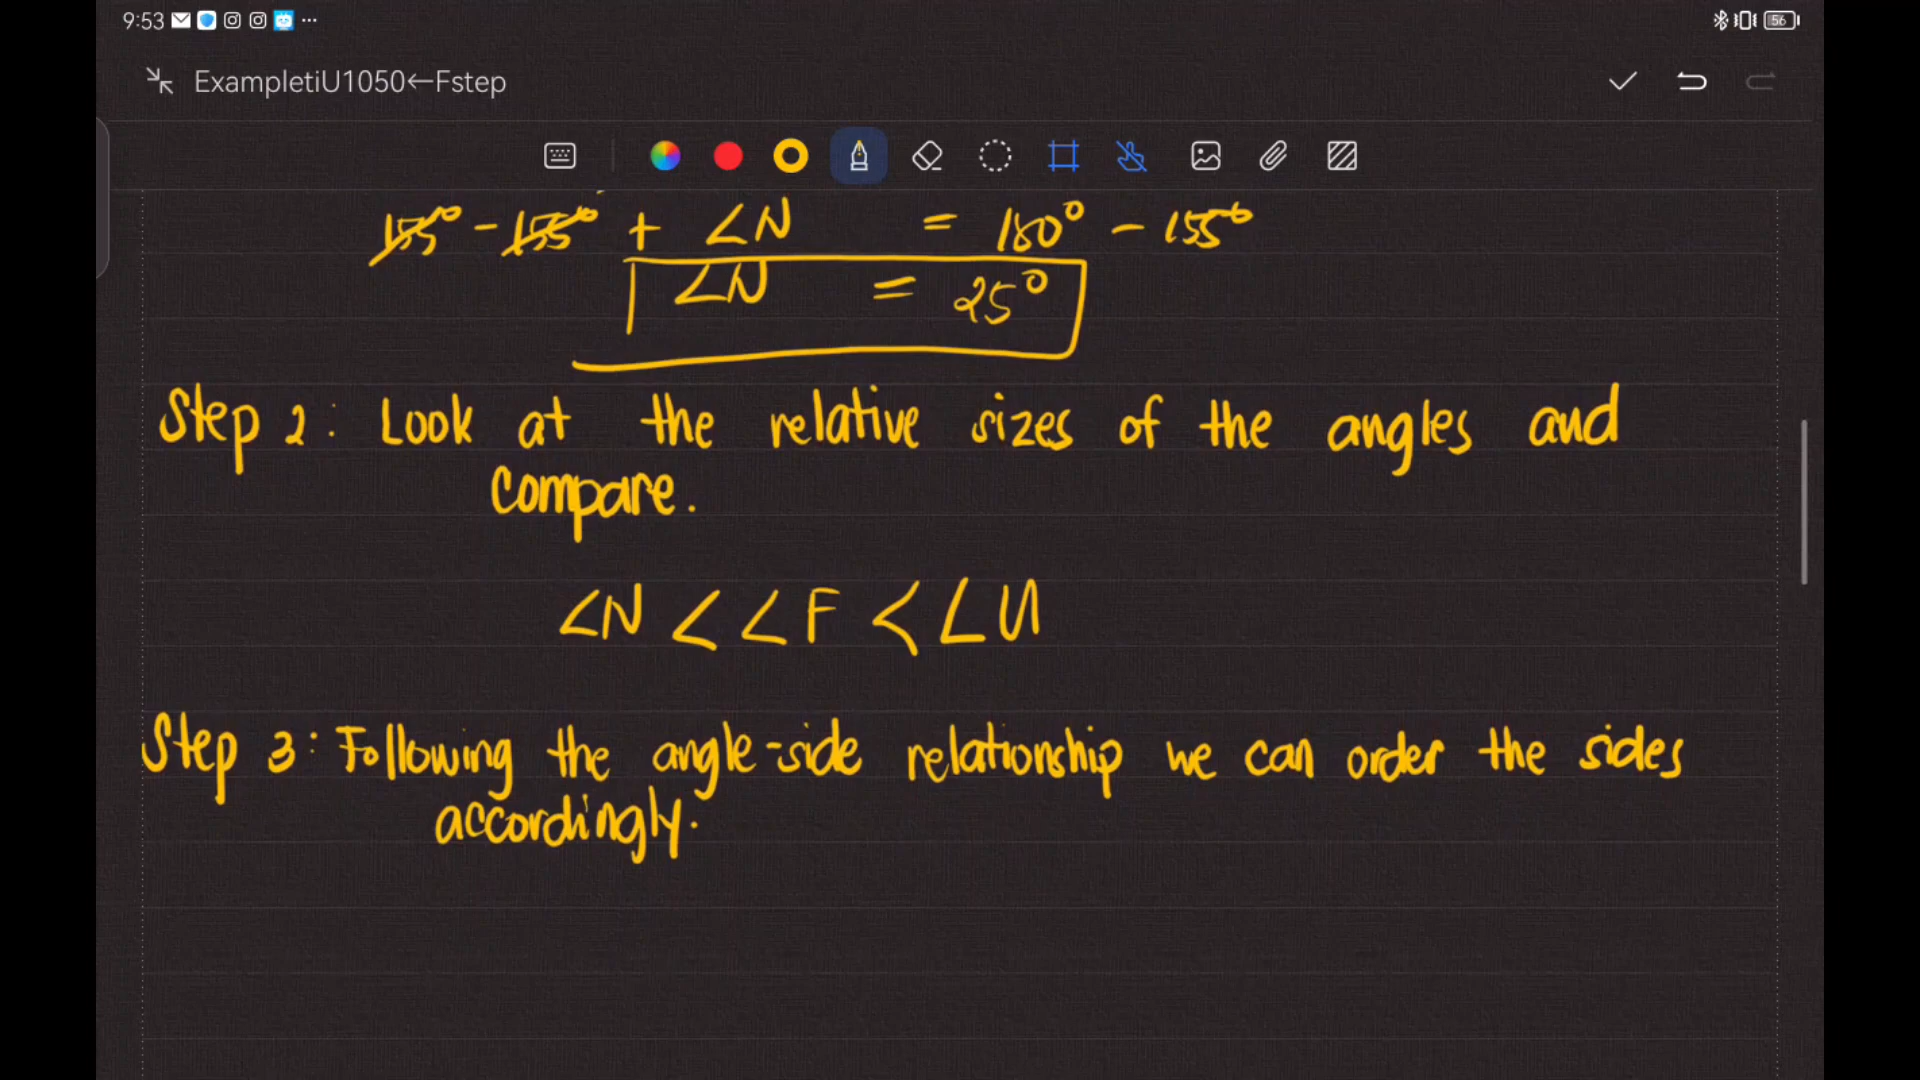 9:53 ... 56
ExampletiU1050←Fstep
155° - 155° + ∠N = 180° - 155°
∠N = 25°
Step 2: Look at the relative sizes of the angles and
compare.
∠N < ∠F < ∠U
Step 3: Following the angle-side relationship we can order the sides
accordingly.